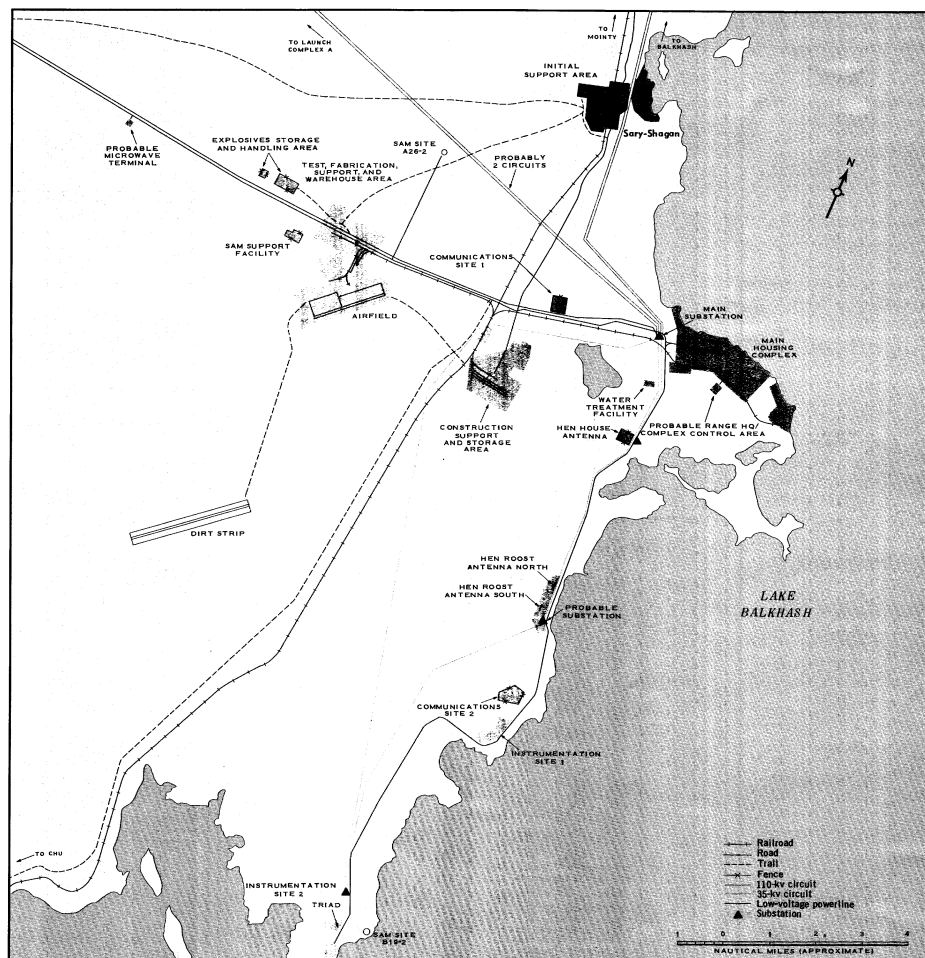 TO LAUNCH
COMPLEX A
TO
MOINTY
TO
BALKHASH
INITIAL
SUPPORT AREA
Sary-Shagan
PROBABLE
MICROWAVE
TERMINAL
EXPLOSIVES STORAGE
AND HANDLING AREA
TEST, FABRICATION,
SUPPORT, AND
WAREHOUSE AREA
SAM SITE
A26-2
PROBABLY
2 CIRCUITS
N
SAM SUPPORT
FACILITY
COMMUNICATIONS
SITE 1
AIRFIELD
MAIN
SUBSTATION
MAIN
HOUSING
COMPLEX
WATER
TREATMENT
FACILITY
PROBABLE RANGE HQ/
COMPLEX CONTROL AREA
CONSTRUCTION
SUPPORT
AND STORAGE
AREA
HEN HOUSE
ANTENNA
DIRT STRIP
HEN ROOST
ANTENNA NORTH
HEN ROOST
ANTENNA SOUTH
PROBABLE
SUBSTATION
LAKE
BALKHASH
COMMUNICATIONS
SITE 2
INSTRUMENTATION
SITE 1
TO CHU
INSTRUMENTATION
SITE 2
TRIAD
SAM SITE
B19-2
Railroad
Road
Trail
Fence
110-kv circuit
35-kv circuit
Low-voltage powerline
Substation
1 0 1 2 3 4
NAUTICAL MILES (APPROXIMATE)